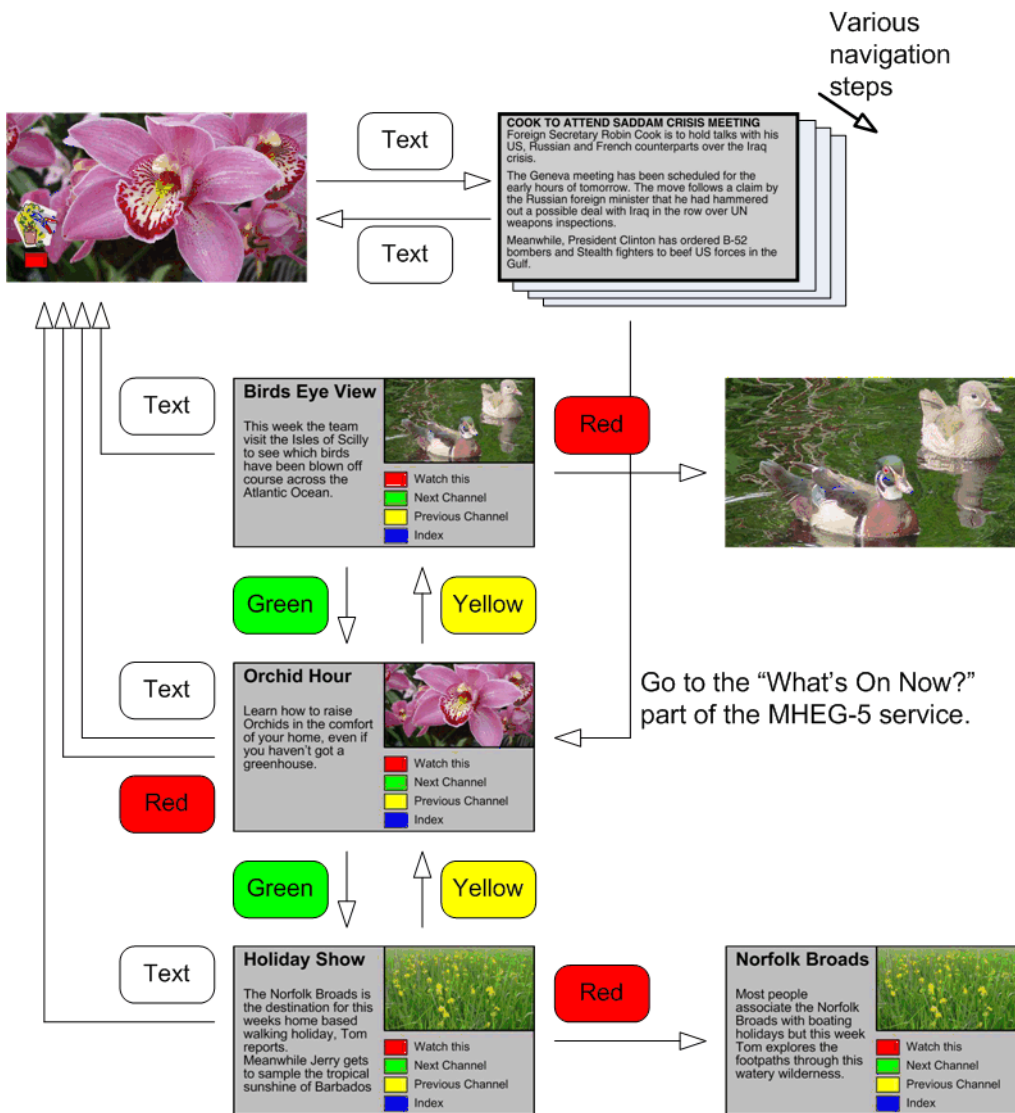 Various
navigation
steps
Text
COOK TO ATTEND SADDAM CRISIS MEETING
Foreign Secretary Robin Cook is to hold talks with his
US, Russian and French counterparts over the Iraq
crisis.
The Geneva meeting has been scheduled for the
early hours of tomorrow. The move follows a claim by
the Russian foreign minister that he had hammered
out a possible deal with Iraq in the row over UN
weapons inspections.
Meanwhile, President Clinton has ordered B-52
bombers and Stealth fighters to beef US forces in the
Gulf.
Text
Text
Birds Eye View
This week the team
visit the Isles of Scilly
to see which birds
have been blown off
course across the
Atlantic Ocean.
Watch this
Next Channel
Previous Channel
Index
Red
Green
Yellow
Text
Orchid Hour
Learn how to raise
Orchids in the comfort
of your home, even if
you haven't got a
greenhouse.
Watch this
Next Channel
Previous Channel
Index
Go to the “What's On Now?”
part of the MHEG-5 service.
Red
Green
Yellow
Text
Holiday Show
The Norfolk Broads is
the destination for this
weeks home based
walking holiday, Tom
reports.
Meanwhile Jerry gets
to sample the tropical
sunshine of Barbados
Watch this
Next Channel
Previous Channel
Index
Red
Norfolk Broads
Most people
associate the Norfolk
Broads with boating
holidays but this week
Tom explores the
footpaths through this
watery wilderness.
Watch this
Next Channel
Previous Channel
Index